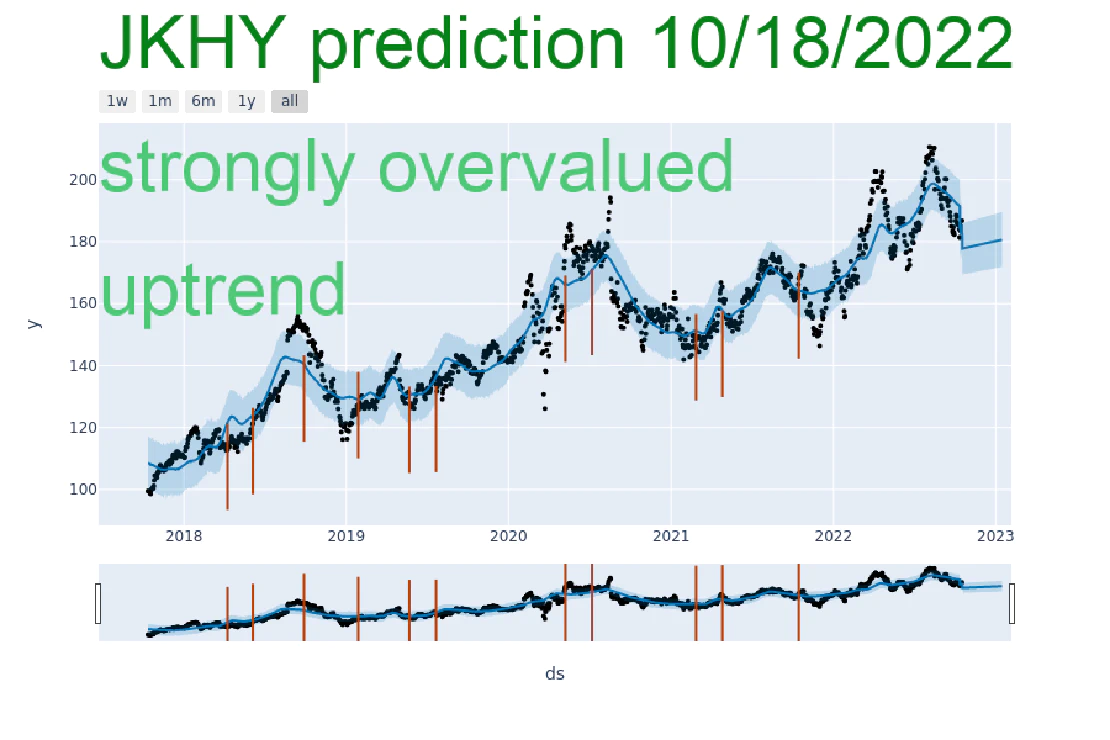 JKHY prediction 10/18/2022
1w 1m 6m 1y all
strongly overvalued
200
180
uptrend
160
y
140
120
100
2018 2019 2020 2021 2022 2023
ds